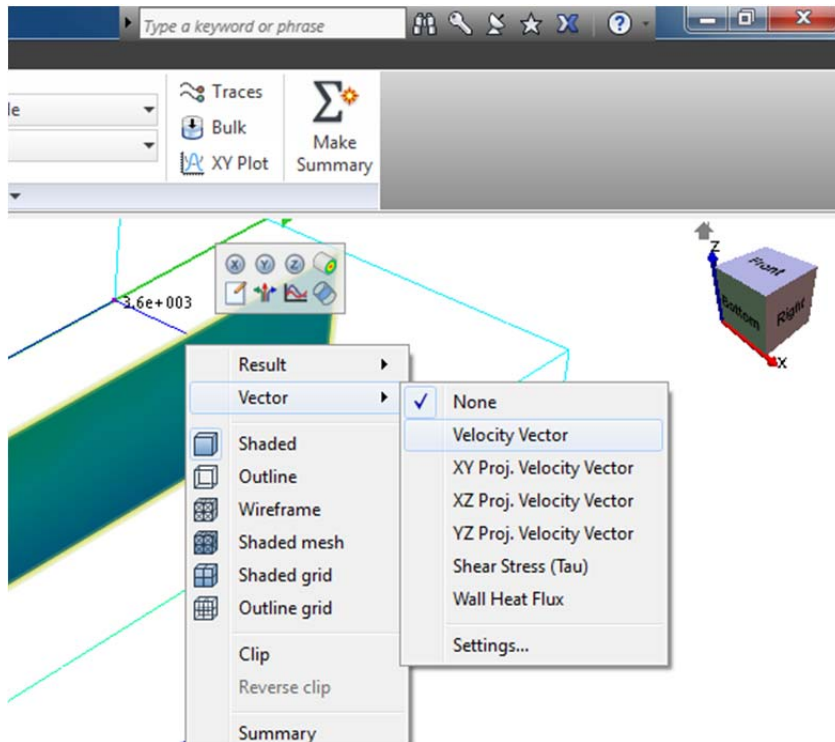 Type a keyword or phrase
?
le
Traces
Bulk
XY Plot
Make
Summary
X
Y
Z
3.6e+003
Z
Front
Bottom
Right
X
Result
Vector
Shaded
Outline
Wireframe
Shaded mesh
Shaded grid
Outline grid
Clip
Reverse clip
Summary
None
Velocity Vector
XY Proj. Velocity Vector
XZ Proj. Velocity Vector
YZ Proj. Velocity Vector
Shear Stress (Tau)
Wall Heat Flux
Settings...